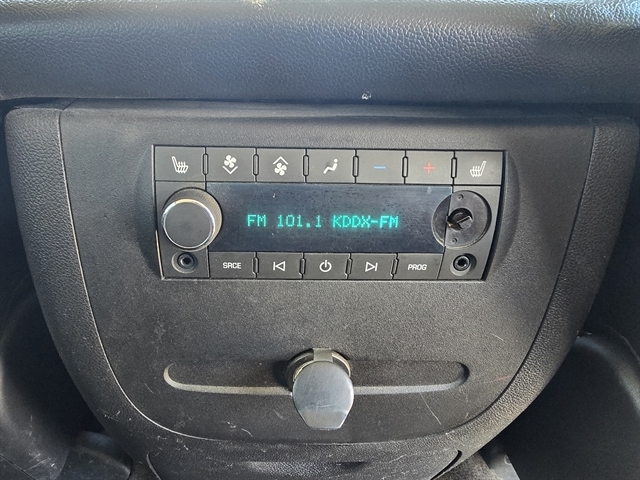 FM 101.1 KDDX-FM
SRCE PROG